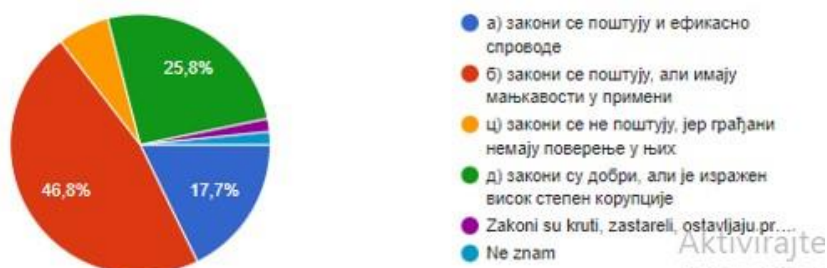 25,8%
46,8%
17,7%
а) закони се поштују и ефикасно
спроводе
б) закони се поштују, али имају
мањкавости у примени
ц) закони се не поштују, јер грађани
немају поверење у њих
д) закони су добри, али је изражен
висок степен корупције
Zakoni su kruti, zastareli, ostavljaju pr…
Ne znam
Aktivirajte